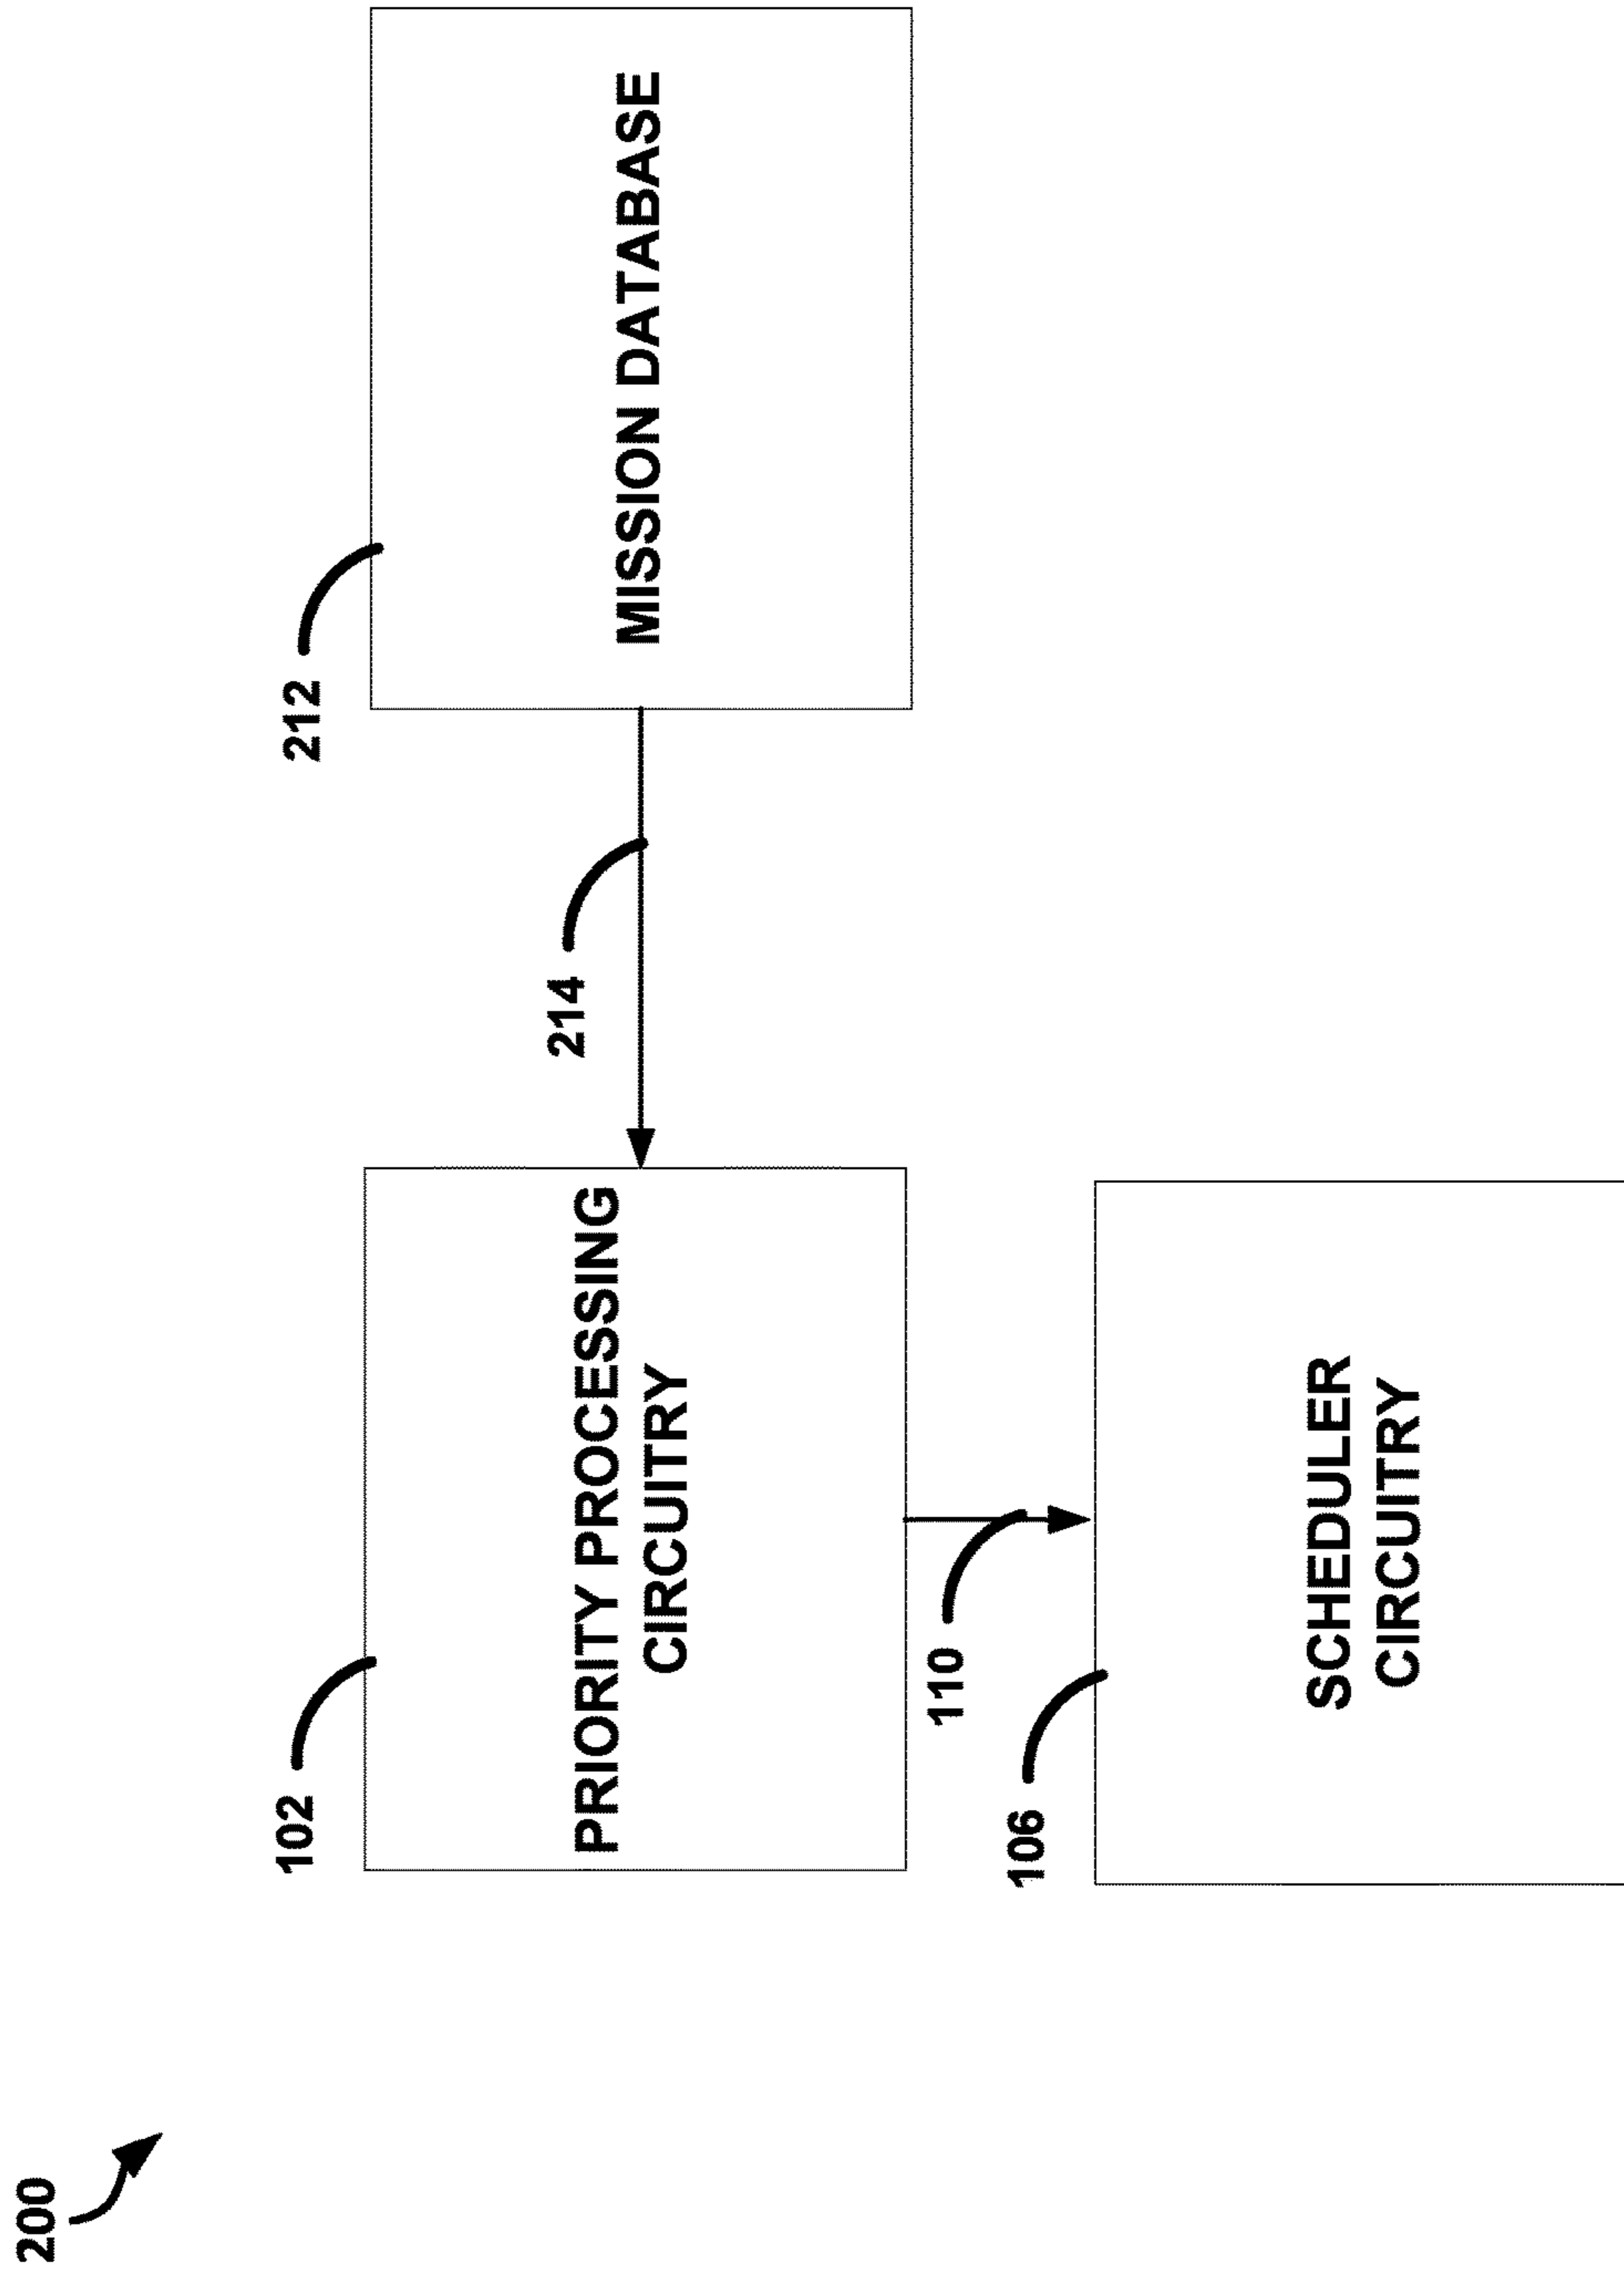 200
102
PRIORITY PROCESSING
CIRCUITRY
214
212
MISSION DATABASE
110
106
SCHEDULER
CIRCUITRY